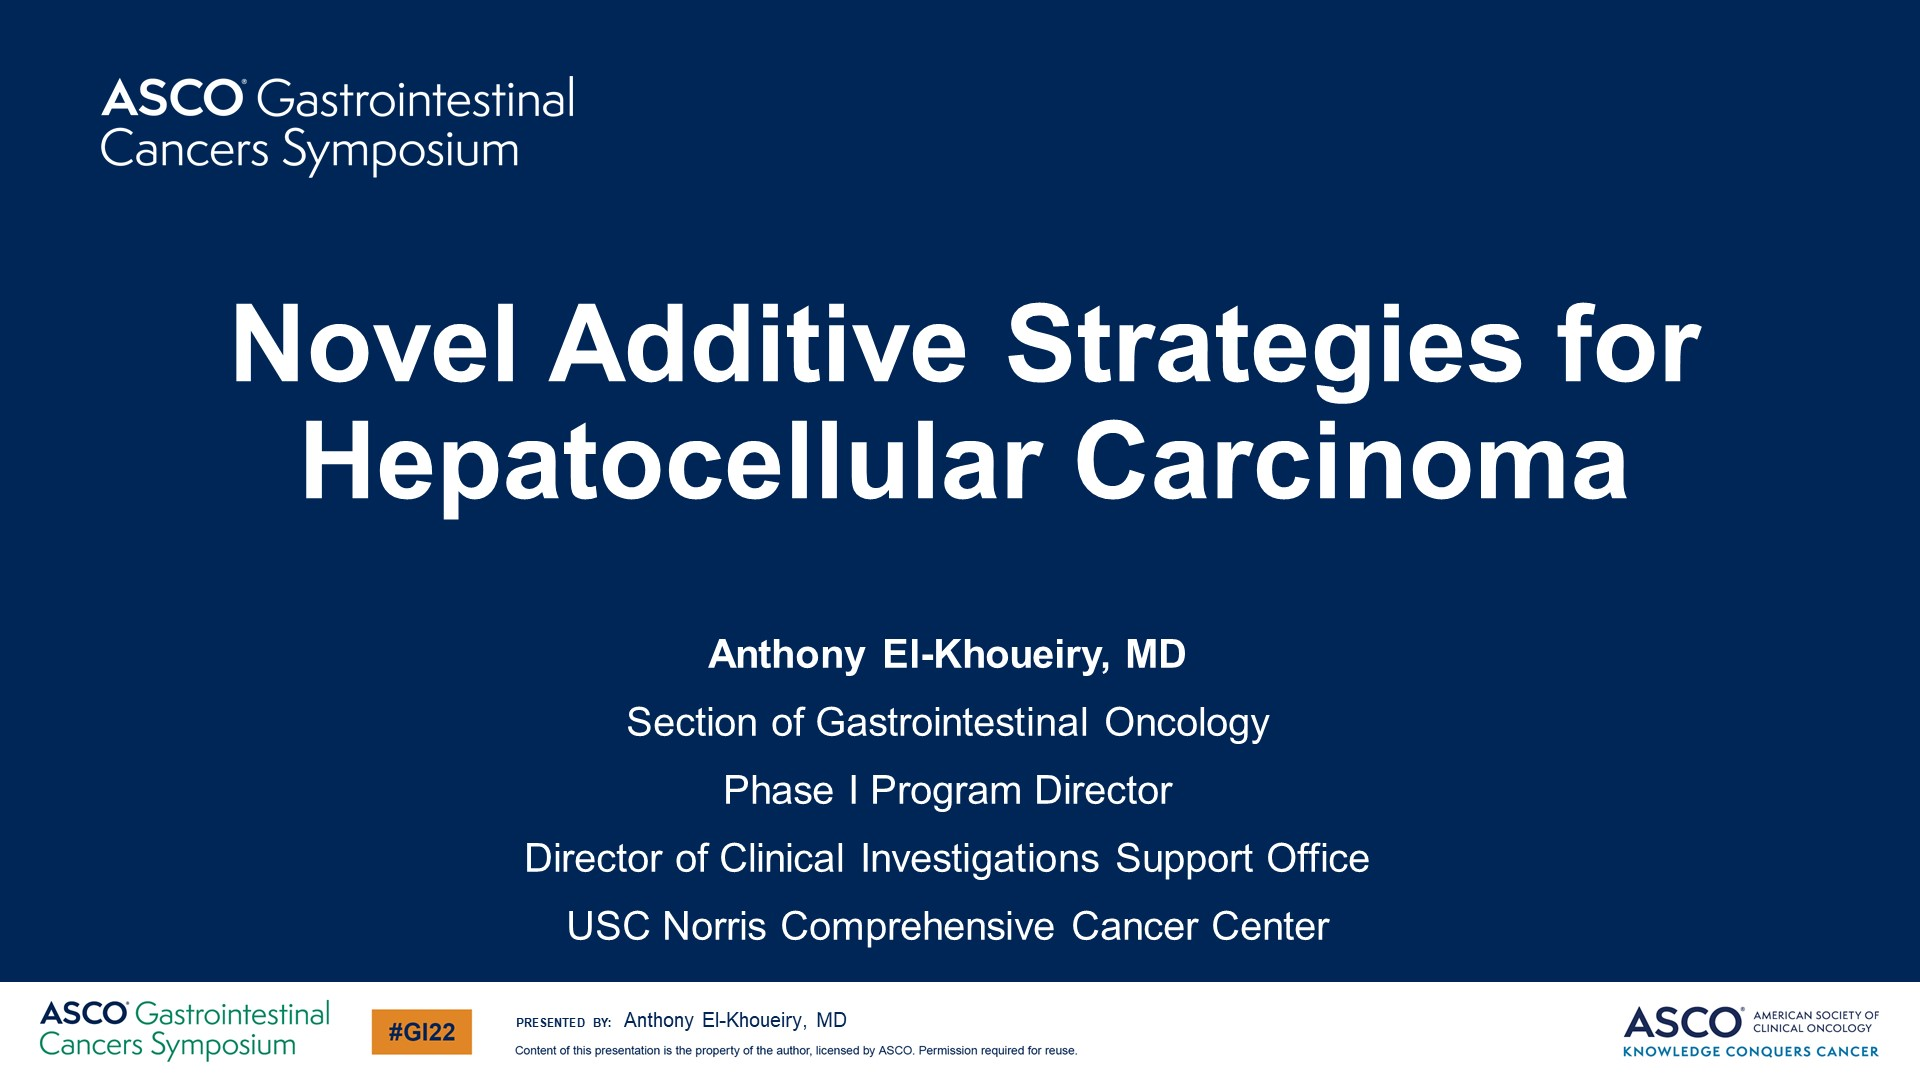 ASCO® Gastrointestinal
Cancers Symposium
Novel Additive Strategies for
Hepatocellular Carcinoma
Anthony El-Khoueiry, MD
Section of Gastrointestinal Oncology
Phase I Program Director
Director of Clinical Investigations Support Office
USC Norris Comprehensive Cancer Center
ASCO® Gastrointestinal
Cancers Symposium
#GI22
PRESENTED BY: Anthony El-Khoueiry, MD
Content of this presentation is the property of the author, licensed by ASCO. Permission required for reuse.
ASCO® AMERICAN SOCIETY OF
CLINICAL ONCOLOGY
KNOWLEDGE CONQUERS CANCER